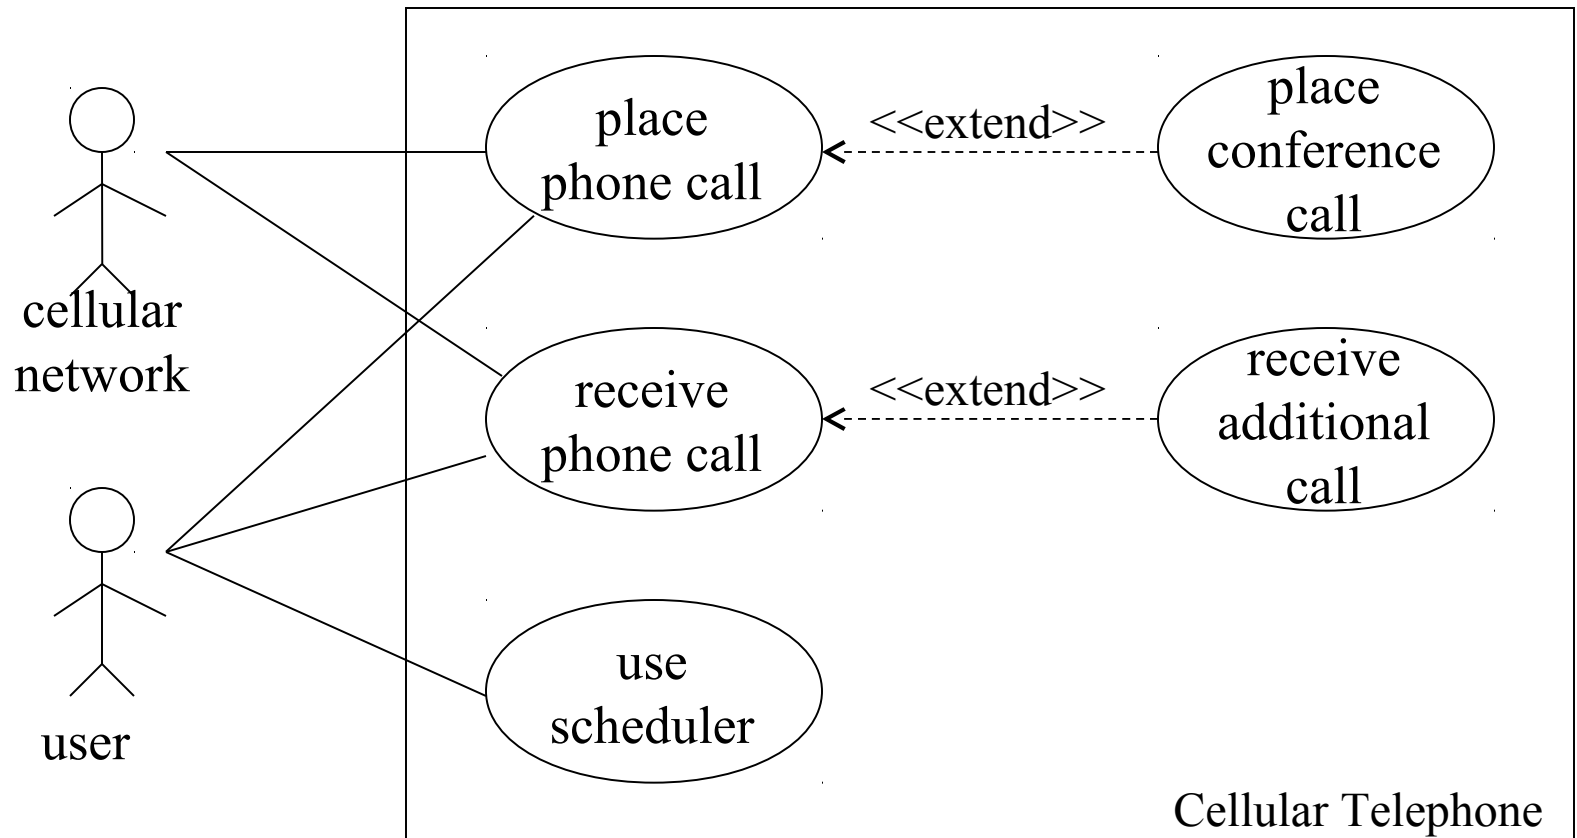 place
phone call
<<extend>>
place
conference
call
cellular
network
receive
phone call
<<extend>>
receive
additional
call
user
use
scheduler
Cellular Telephone